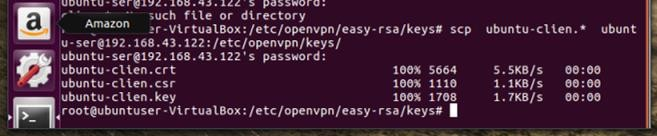 ubuntu-ser@192.168.43.122's password:
Amazon
such file or directory
root@ubuntuser-VirtualBox:/etc/openvpn/easy-rsa/keys# scp  ubuntu-clien.*  ubunt
u-ser@192.168.43.122:/etc/openvpn/keys/
ubuntu-ser@192.168.43.122's password:
ubuntu-clien.crt 100% 5664 5.5KB/s 00:00
ubuntu-clien.csr 100% 1110 1.1KB/s 00:00
ubuntu-clien.key 100% 1708 1.7KB/s 00:00
root@ubuntuser-VirtualBox:/etc/openvpn/easy-rsa/keys#